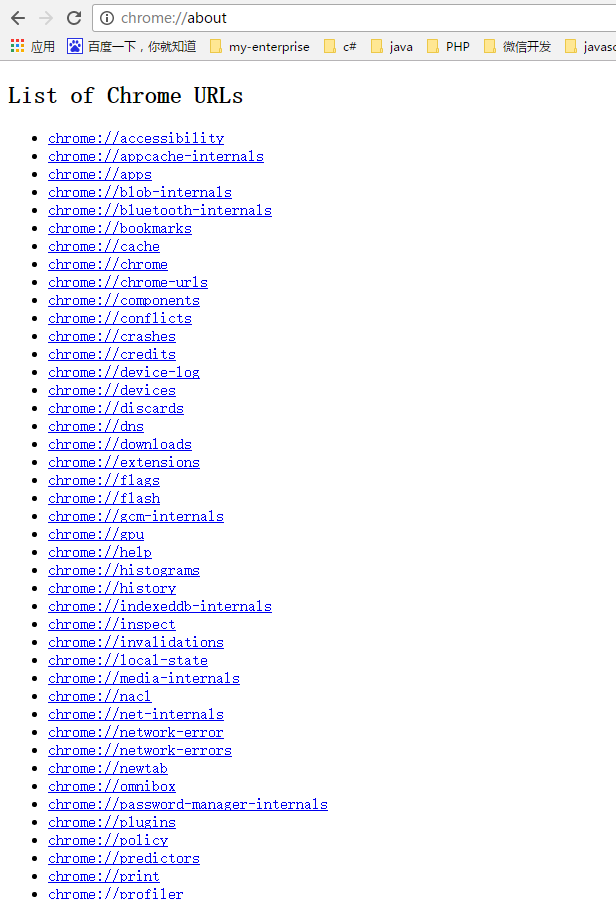 chrome://about
应用 百度一下，你就知道 my-enterprise c# java PHP 微信开发 javasc
List of Chrome URLs
chrome://accessibility
chrome://appcache-internals
chrome://apps
chrome://blob-internals
chrome://bluetooth-internals
chrome://bookmarks
chrome://cache
chrome://chrome
chrome://chrome-urls
chrome://components
chrome://conflicts
chrome://crashes
chrome://credits
chrome://device-log
chrome://devices
chrome://discards
chrome://dns
chrome://downloads
chrome://extensions
chrome://flags
chrome://flash
chrome://gcm-internals
chrome://gpu
chrome://help
chrome://histograms
chrome://history
chrome://indexeddb-internals
chrome://inspect
chrome://invalidations
chrome://local-state
chrome://media-internals
chrome://nacl
chrome://net-internals
chrome://network-error
chrome://network-errors
chrome://newtab
chrome://omnibox
chrome://password-manager-internals
chrome://plugins
chrome://policy
chrome://predictors
chrome://print
chrome://profiler